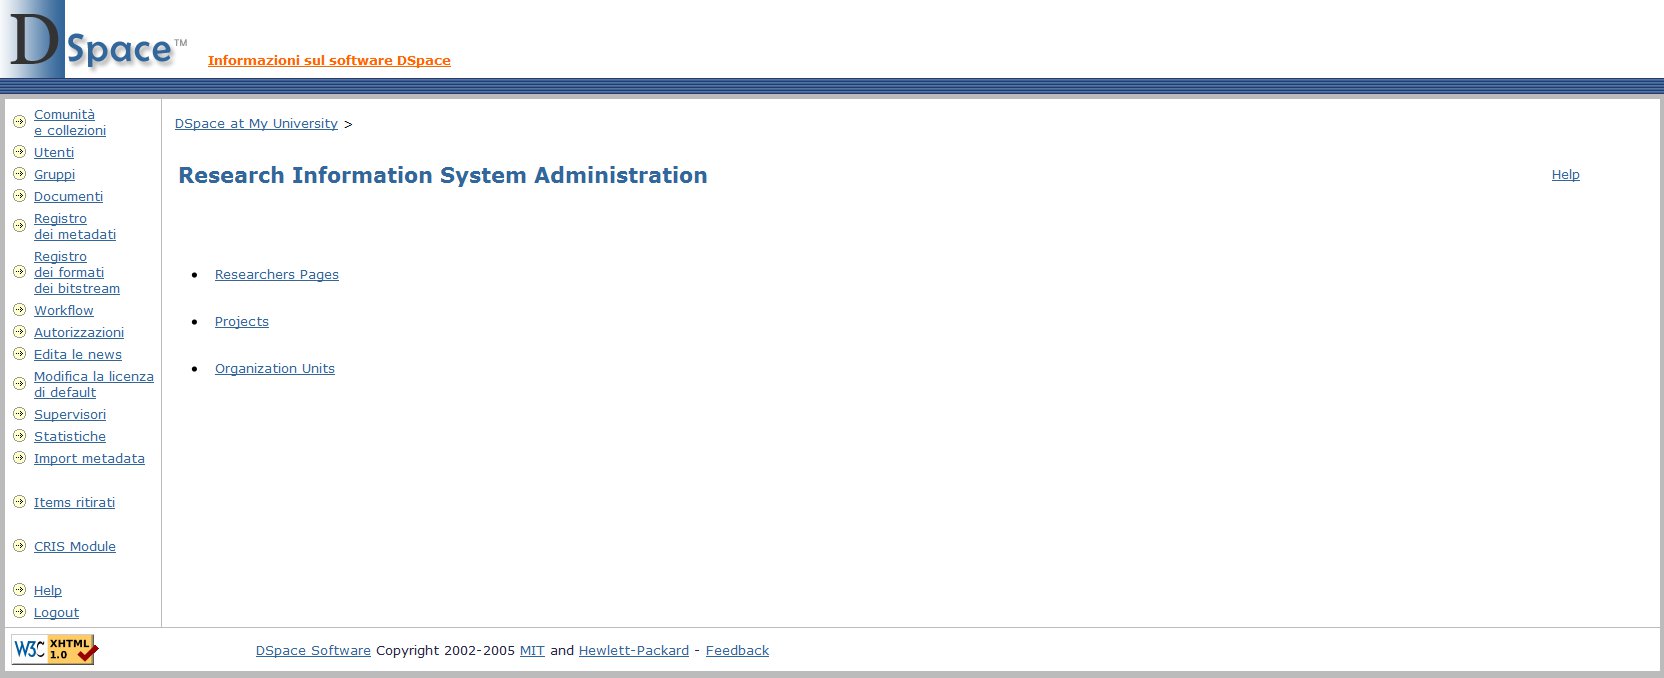 DSpace™
Informazioni sul software DSpace
Comunità
e collezioni
Utenti
Gruppi
Documenti
Registro
dei metadati
Registro
dei formati
dei bitstream
Workflow
Autorizzazioni
Edita le news
Modifica la licenza
di default
Supervisori
Statistiche
Import metadata
Items ritirati
CRIS Module
Help
Logout
DSpace at My University >
Research Information System Administration
Help
Researchers Pages
Projects
Organization Units
W3C XHTML
1.0
DSpace Software Copyright 2002-2005 MIT and Hewlett-Packard - Feedback